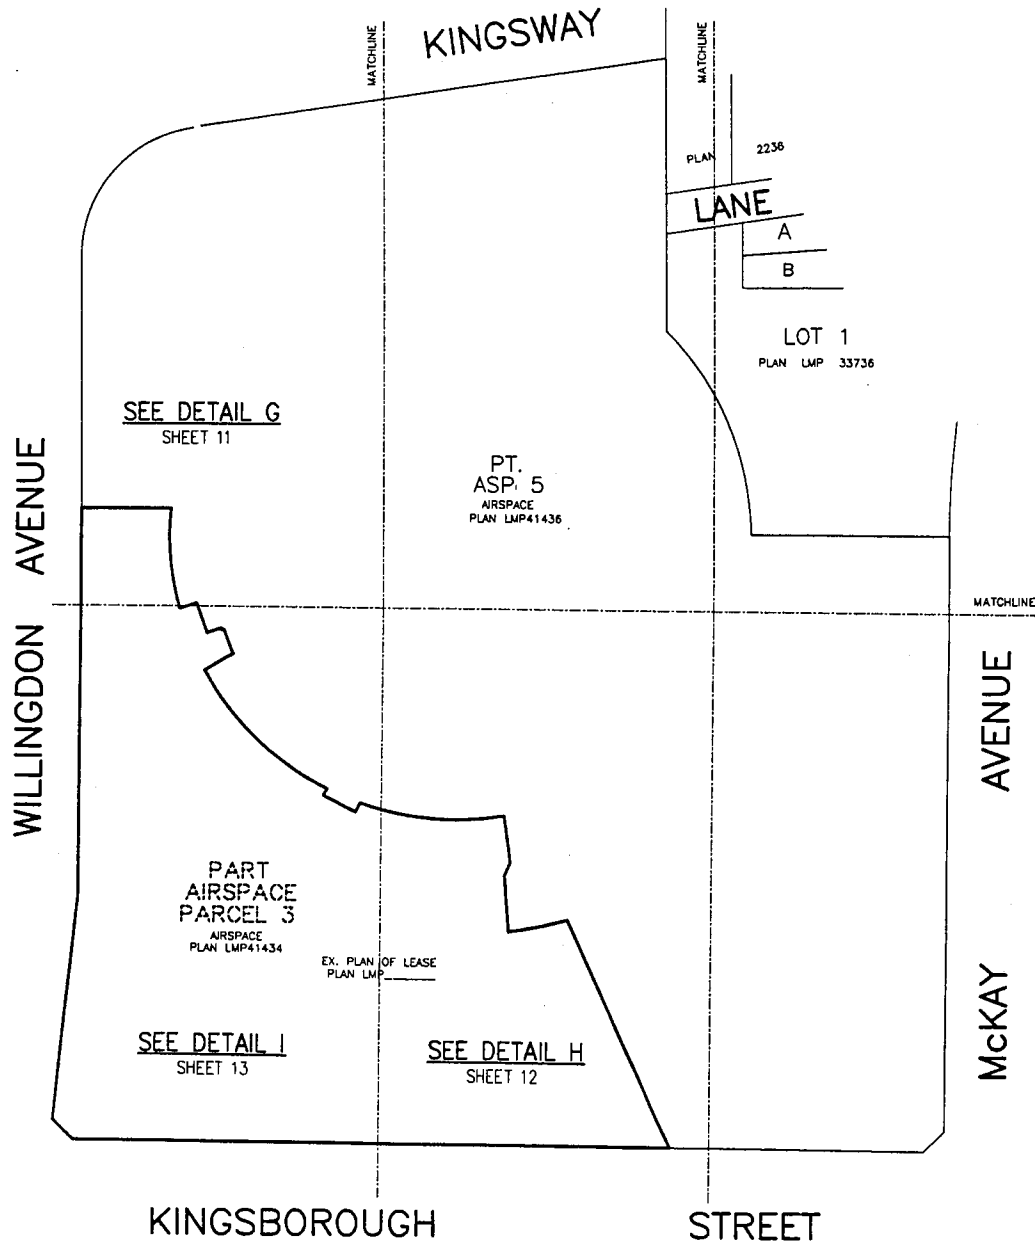 KINGSWAY
MATCHLINE
MATCHLINE
PLAN 2236
LANE
A
B
LOT 1
PLAN LMP 33736
SEE DETAIL G
SHEET 11
PT.
ASP. 5
AIRSPACE
PLAN LMP41436
WILLINGDON AVENUE
MATCHLINE
McKAY AVENUE
PART
AIRSPACE
PARCEL 3
AIRSPACE
PLAN LMP41434
EX. PLAN OF LEASE
PLAN LMP________
SEE DETAIL I
SHEET 13
SEE DETAIL H
SHEET 12
KINGSBOROUGH STREET